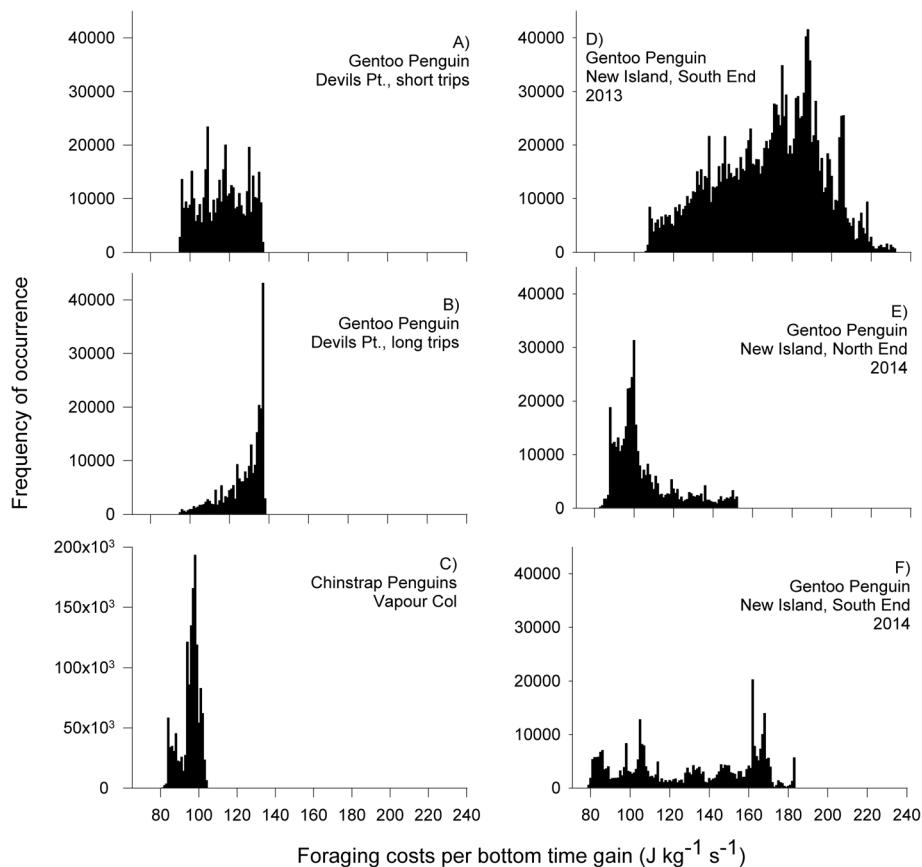 40000
30000
20000
10000
0
A)
Gentoo Penguin
Devils Pt., short trips
40000
30000
20000
10000
0
B)
Gentoo Penguin
Devils Pt., long trips
200x10³
150x10³
100x10³
50x10³
0
C)
Chinstrap Penguins
Vapour Col
80 100 120 140 160 180 200 220 240
Frequency of occurrence
40000
30000
20000
10000
0
D)
Gentoo Penguin
New Island, South End
2013
40000
30000
20000
10000
0
E)
Gentoo Penguin
New Island, North End
2014
40000
30000
20000
10000
0
F)
Gentoo Penguin
New Island, South End
2014
80 100 120 140 160 180 200 220 240
Foraging costs per bottom time gain (J kg⁻¹ s⁻¹)